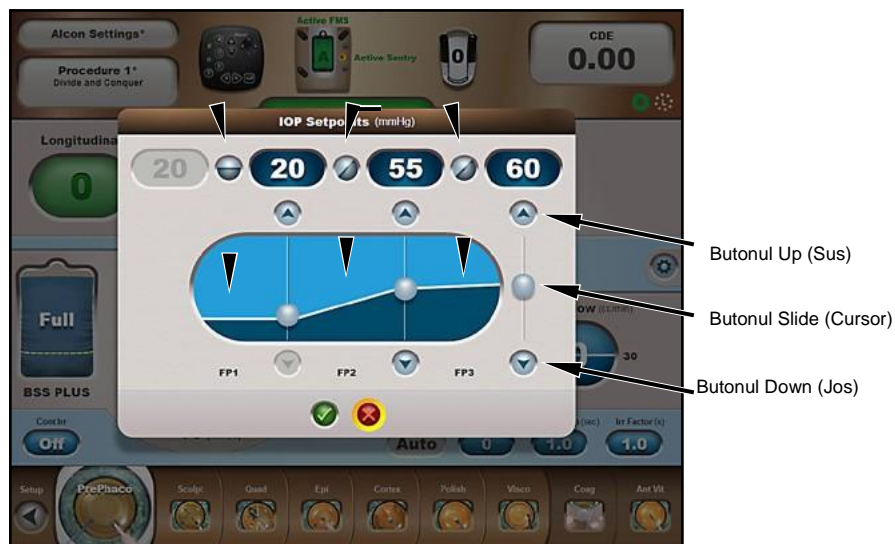 Active FMS
Alcon Settings*
CDE
0.00
Procedure 1*
Divide and Conquer
A
Active Sentry
0
IOP Setpoints (mmHg)
Longitudina
0
20
20
55
60
Butonul Up (Sus)
Butonul Slide (Cursor)
Full
30
FP1
FP2
FP3
Butonul Down (Jos)
BSS PLUS
Cont Irr
Off
Auto
0
1.0
(sec)
Irr.Factor (x)
1.0
Setup
PrePhaco
Sculpt
Quad
Epi
Cortex
Polish
Visco
Coag
Ant Vit